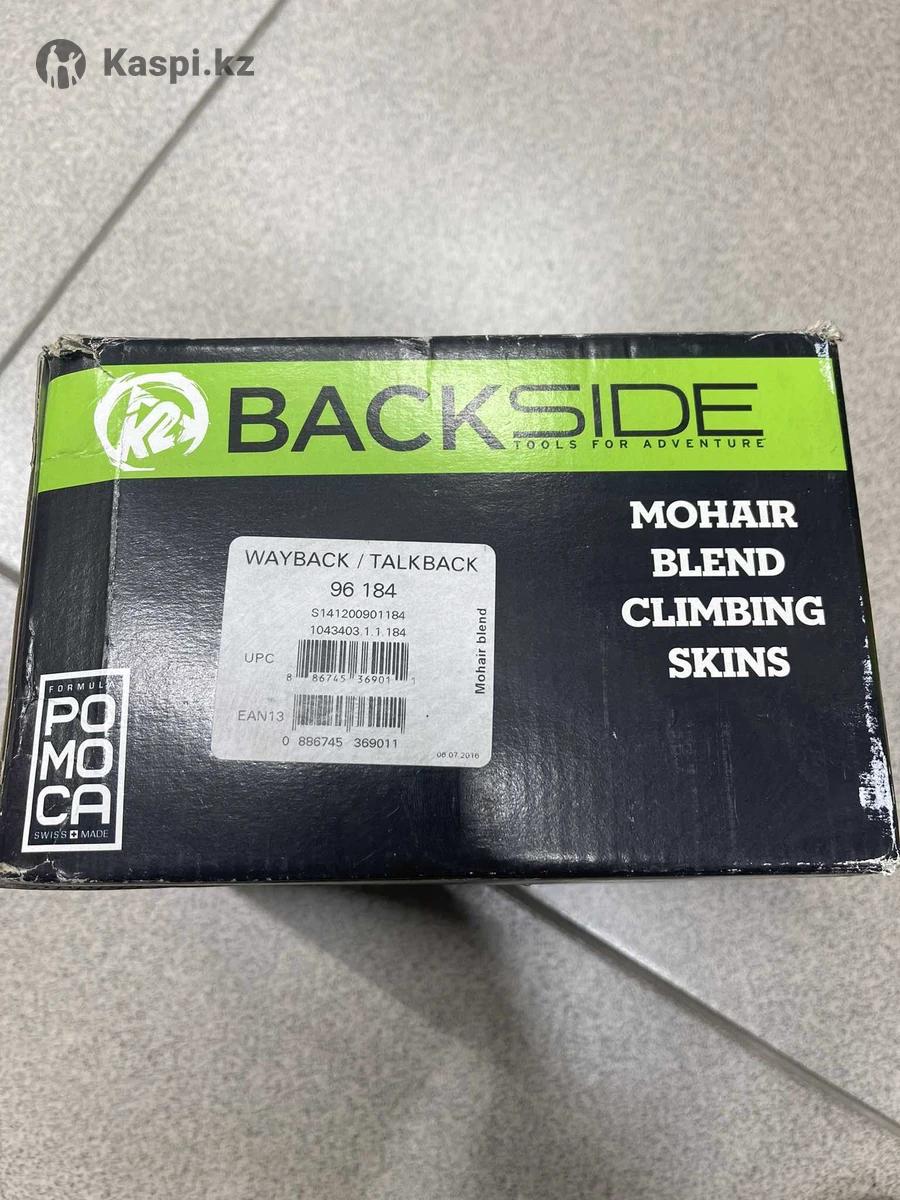 Kaspi.kz
K2
BACKSIDE
TOOLS FOR ADVENTURE
MOHAIR
BLEND
CLIMBING
SKINS
WAYBACK / TALKBACK
96 184
S141200901184
1043403.1.1.184
UPC
8 86745 36901 1
EAN13
0 886745 369011
06.07.2016
Mohair blend
FORMULA
PO
MO
CA
SWISS MADE